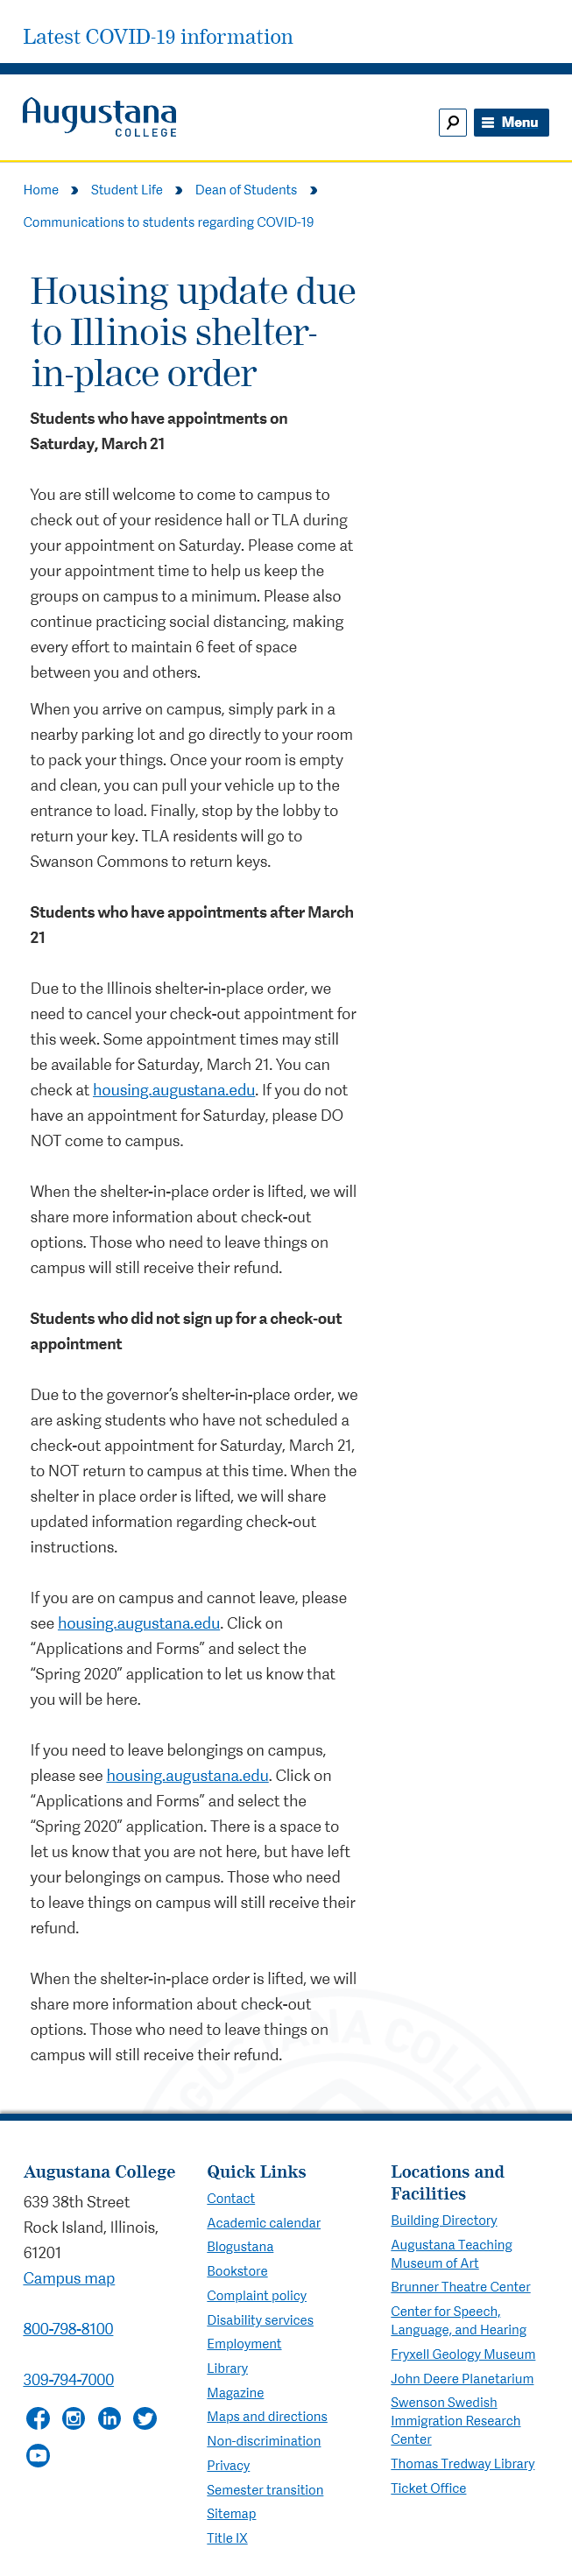 Latest COVID-19 information
Augustana
COLLEGE
Menu
Home
Student Life
Dean of Students
Communications to students regarding COVID-19
Housing update due
to Illinois shelter-
in-place order
Students who have appointments on
Saturday, March 21
You are still welcome to come to campus to
check out of your residence hall or TLA during
your appointment on Saturday. Please come at
your appointment time to help us keep the
groups on campus to a minimum. Please also
continue practicing social distancing, making
every effort to maintain 6 feet of space
between you and others.
When you arrive on campus, simply park in a
nearby parking lot and go directly to your room
to pack your things. Once your room is empty
and clean, you can pull your vehicle up to the
entrance to load. Finally, stop by the lobby to
return your key. TLA residents will go to
Swanson Commons to return keys.
Students who have appointments after March
21
Due to the Illinois shelter-in-place order, we
need to cancel your check-out appointment for
this week. Some appointment times may still
be available for Saturday, March 21. You can
check at housing.augustana.edu. If you do not
have an appointment for Saturday, please DO
NOT come to campus.
When the shelter-in-place order is lifted, we will
share more information about check-out
options. Those who need to leave things on
campus will still receive their refund.
Students who did not sign up for a check-out
appointment
Due to the governor’s shelter-in-place order, we
are asking students who have not scheduled a
check-out appointment for Saturday, March 21,
to NOT return to campus at this time. When the
shelter in place order is lifted, we will share
updated information regarding check-out
instructions.
If you are on campus and cannot leave, please
see housing.augustana.edu. Click on
“Applications and Forms” and select the
“Spring 2020” application to let us know that
you will be here.
If you need to leave belongings on campus,
please see housing.augustana.edu. Click on
“Applications and Forms” and select the
“Spring 2020” application. There is a space to
let us know that you are not here, but have left
your belongings on campus. Those who need
to leave things on campus will still receive their
refund.
When the shelter-in-place order is lifted, we will
share more information about check-out
options. Those who need to leave things on
campus will still receive their refund.
AUGUSTANA COLLEGE
Augustana College
639 38th Street
Rock Island, Illinois,
61201
Campus map
800-798-8100
309-794-7000
Quick Links
Contact
Academic calendar
Blogustana
Bookstore
Complaint policy
Disability services
Employment
Library
Magazine
Maps and directions
Non-discrimination
Privacy
Semester transition
Sitemap
Title IX
Locations and
Facilities
Building Directory
Augustana Teaching
Museum of Art
Brunner Theatre Center
Center for Speech,
Language, and Hearing
Fryxell Geology Museum
John Deere Planetarium
Swenson Swedish
Immigration Research
Center
Thomas Tredway Library
Ticket Office